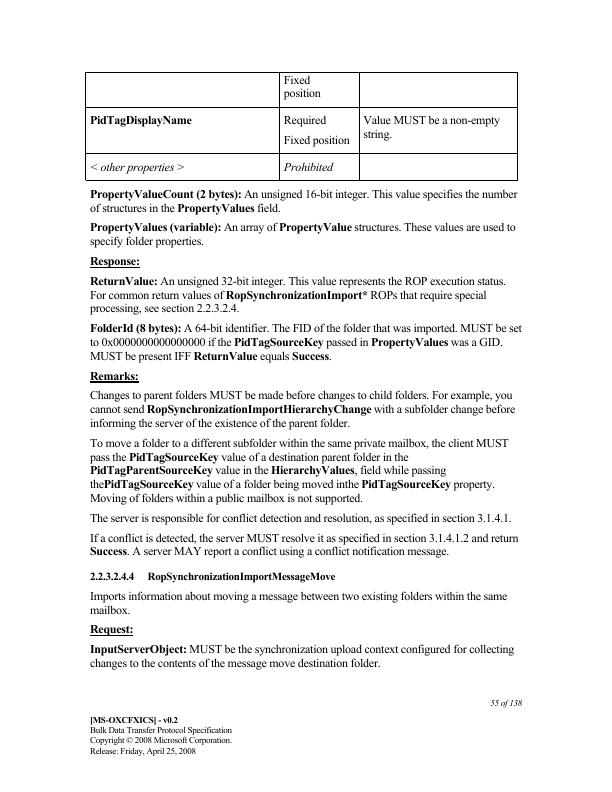 Fixed
position
PidTagDisplayName
Required
Fixed position
Value MUST be a non-empty
string.
< other properties >
Prohibited
PropertyValueCount (2 bytes): An unsigned 16-bit integer. This value specifies the number
of structures in the PropertyValues field.
PropertyValues (variable): An array of PropertyValue structures. These values are used to
specify folder properties.
Response:
ReturnValue: An unsigned 32-bit integer. This value represents the ROP execution status.
For common return values of RopSynchronizationImport* ROPs that require special
processing, see section 2.2.3.2.4.
FolderId (8 bytes): A 64-bit identifier. The FID of the folder that was imported. MUST be set
to 0x0000000000000000 if the PidTagSourceKey passed in PropertyValues was a GID.
MUST be present IFF ReturnValue equals Success.
Remarks:
Changes to parent folders MUST be made before changes to child folders. For example, you
cannot send RopSynchronizationImportHierarchyChange with a subfolder change before
informing the server of the existence of the parent folder.
To move a folder to a different subfolder within the same private mailbox, the client MUST
pass the PidTagSourceKey value of a destination parent folder in the
PidTagParentSourceKey value in the HierarchyValues, field while passing
thePidTagSourceKey value of a folder being moved inthe PidTagSourceKey property.
Moving of folders within a public mailbox is not supported.
The server is responsible for conflict detection and resolution, as specified in section 3.1.4.1.
If a conflict is detected, the server MUST resolve it as specified in section 3.1.4.1.2 and return
Success. A server MAY report a conflict using a conflict notification message.
2.2.3.2.4.4 RopSynchronizationImportMessageMove
Imports information about moving a message between two existing folders within the same
mailbox.
Request:
InputServerObject: MUST be the synchronization upload context configured for collecting
changes to the contents of the message move destination folder.
55 of 138
[MS-OXCFXICS] - v0.2
Bulk Data Transfer Protocol Specification
Copyright © 2008 Microsoft Corporation.
Release: Friday, April 25, 2008